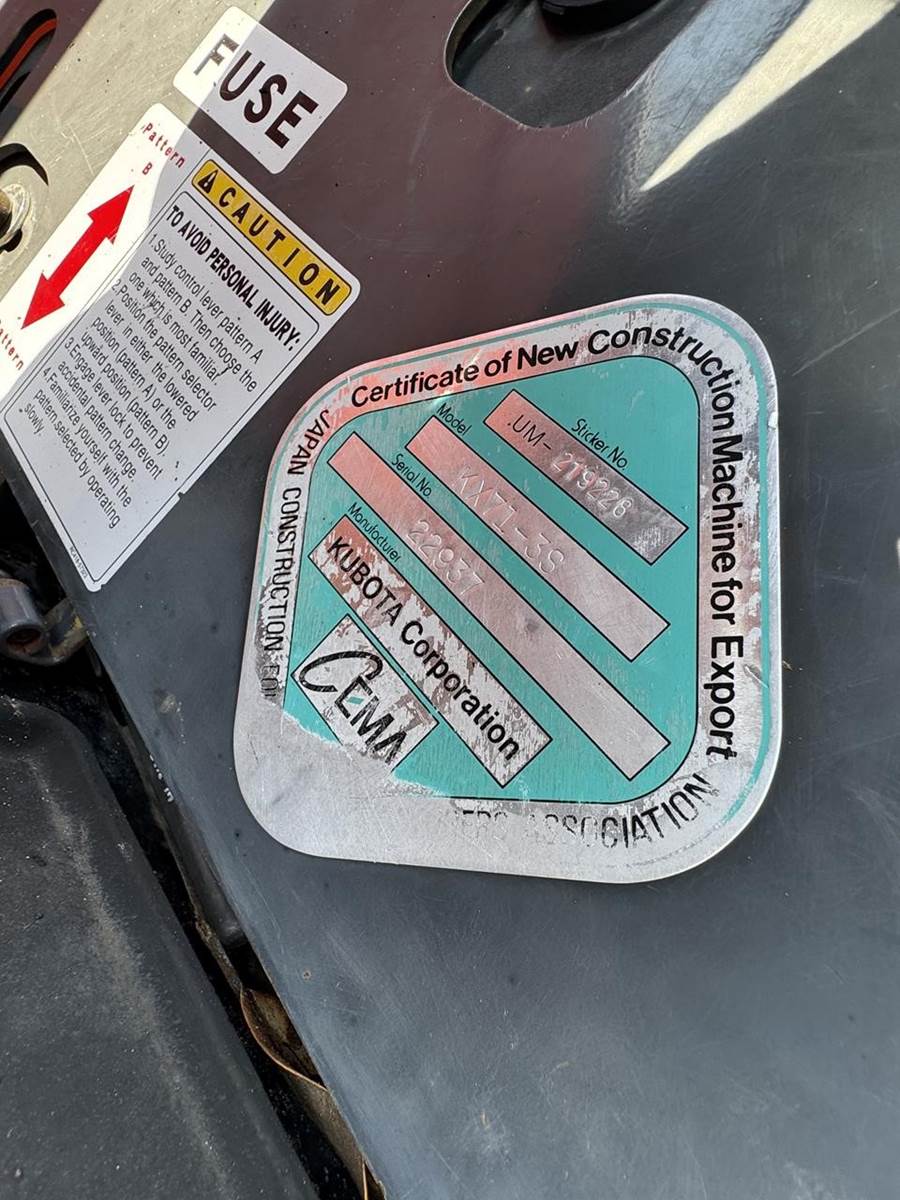 FUSE
Pattern
B
Pattern
CAUTION
TO AVOID PERSONAL INJURY:
1.Study control lever pattern A
and pattern B. Then choose the
one which is most familiar.
2.Position the pattern selector
lever in either the lowered
position (pattern A) or the
upward position (pattern B).
3.Engage lever lock to prevent
accidental pattern change.
4.Familiarize yourself with the
pattern selected by operating
slowly.
Certificate of New Construction Machine for Export
Sticker No.
UM- 219228
Model
KX71-3S
Serial No.
22937
Manufacturer
KUBOTA Corporation
CEMA
JAPAN CONSTRUCTION
ASSOCIATION